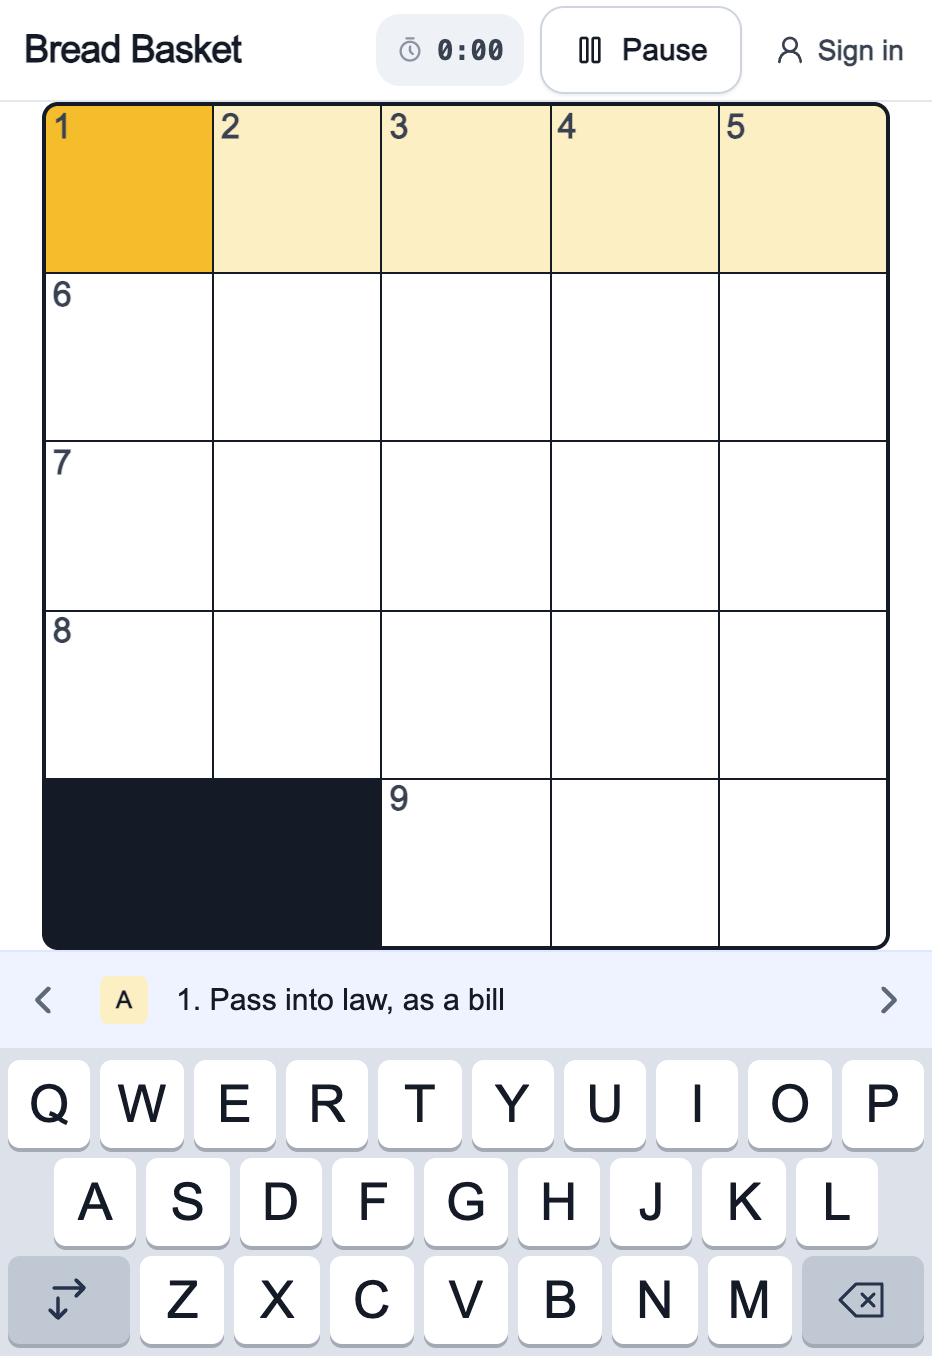 Bread Basket 0:00 Pause Sign in
1 2 3 4 5
6
7
8
9
A 1. Pass into law, as a bill
Q W E R T Y U I O P
A S D F G H J K L
Z X C V B N M